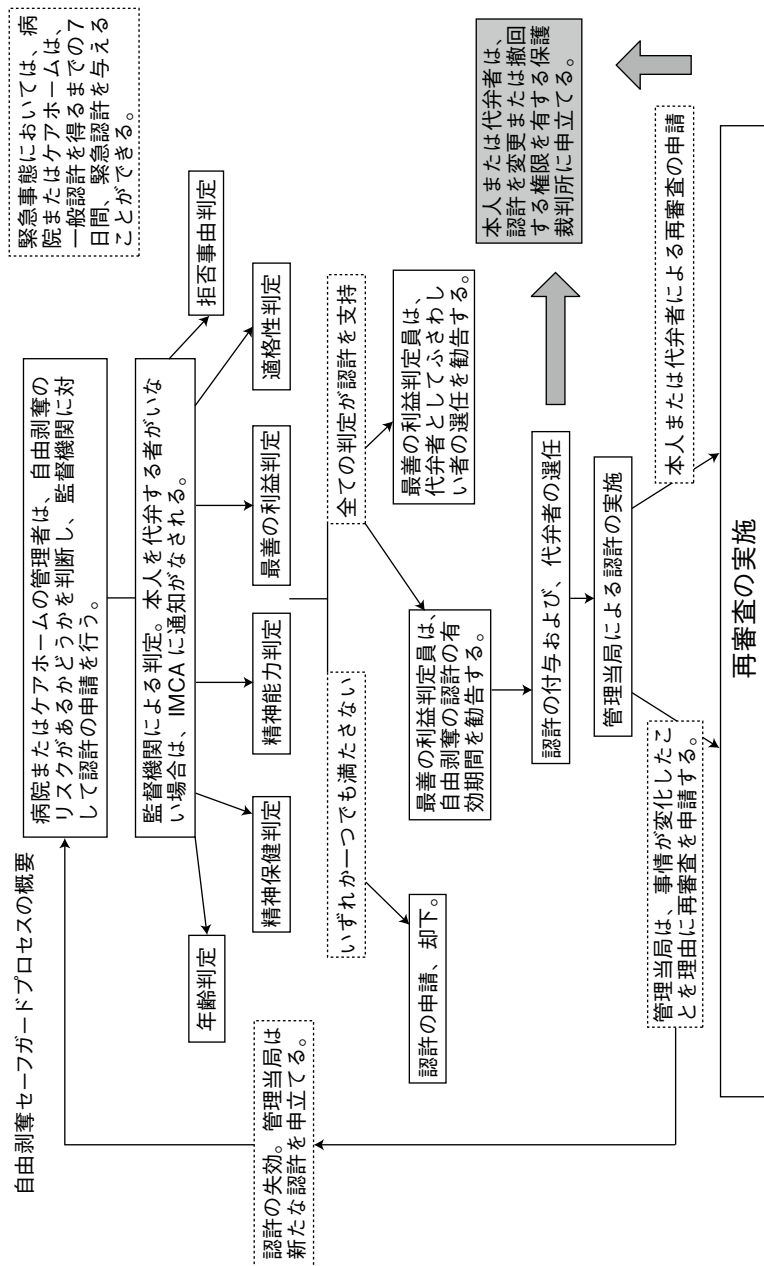 自由剥奪セーフガードプロセスの概要
緊急事態においては、病
院またはケアホームは、
一般認許を得るまでの7
日間、緊急認許を与える
ことができる。
病院またはケアホームの管理者は、自由剥奪の
リスクがあるかどうかを判断し、監督機関に対
して認許の申請を行う。
監督機関による判定。本人を代弁する者がいな
い場合は、IMCAに通知がなされる。
年齢判定
精神保健判定
精神能力判定
最善の利益判定
適格性判定
拒否事由判定
いずれか一つでも満たさない
全ての判定が認許を支持
認許の申請、却下。
最善の利益判定員は、
自由剥奪の認許の有
効期間を勧告する。
最善の利益判定員は、
代弁者としてふさわし
い者の選任を勧告する。
認許の付与および、代弁者の選任
本人または代弁者は、
認許を変更または撤回
する権限を有する保護
裁判所に申立てる。
管理当局による認許の実施
認許の失効。管理当局は
新たな認許を申立てる。
管理当局は、事情が変化したこ
とを理由に再審査を申請する。
本人または代弁者による再審査の申請
再審査の実施